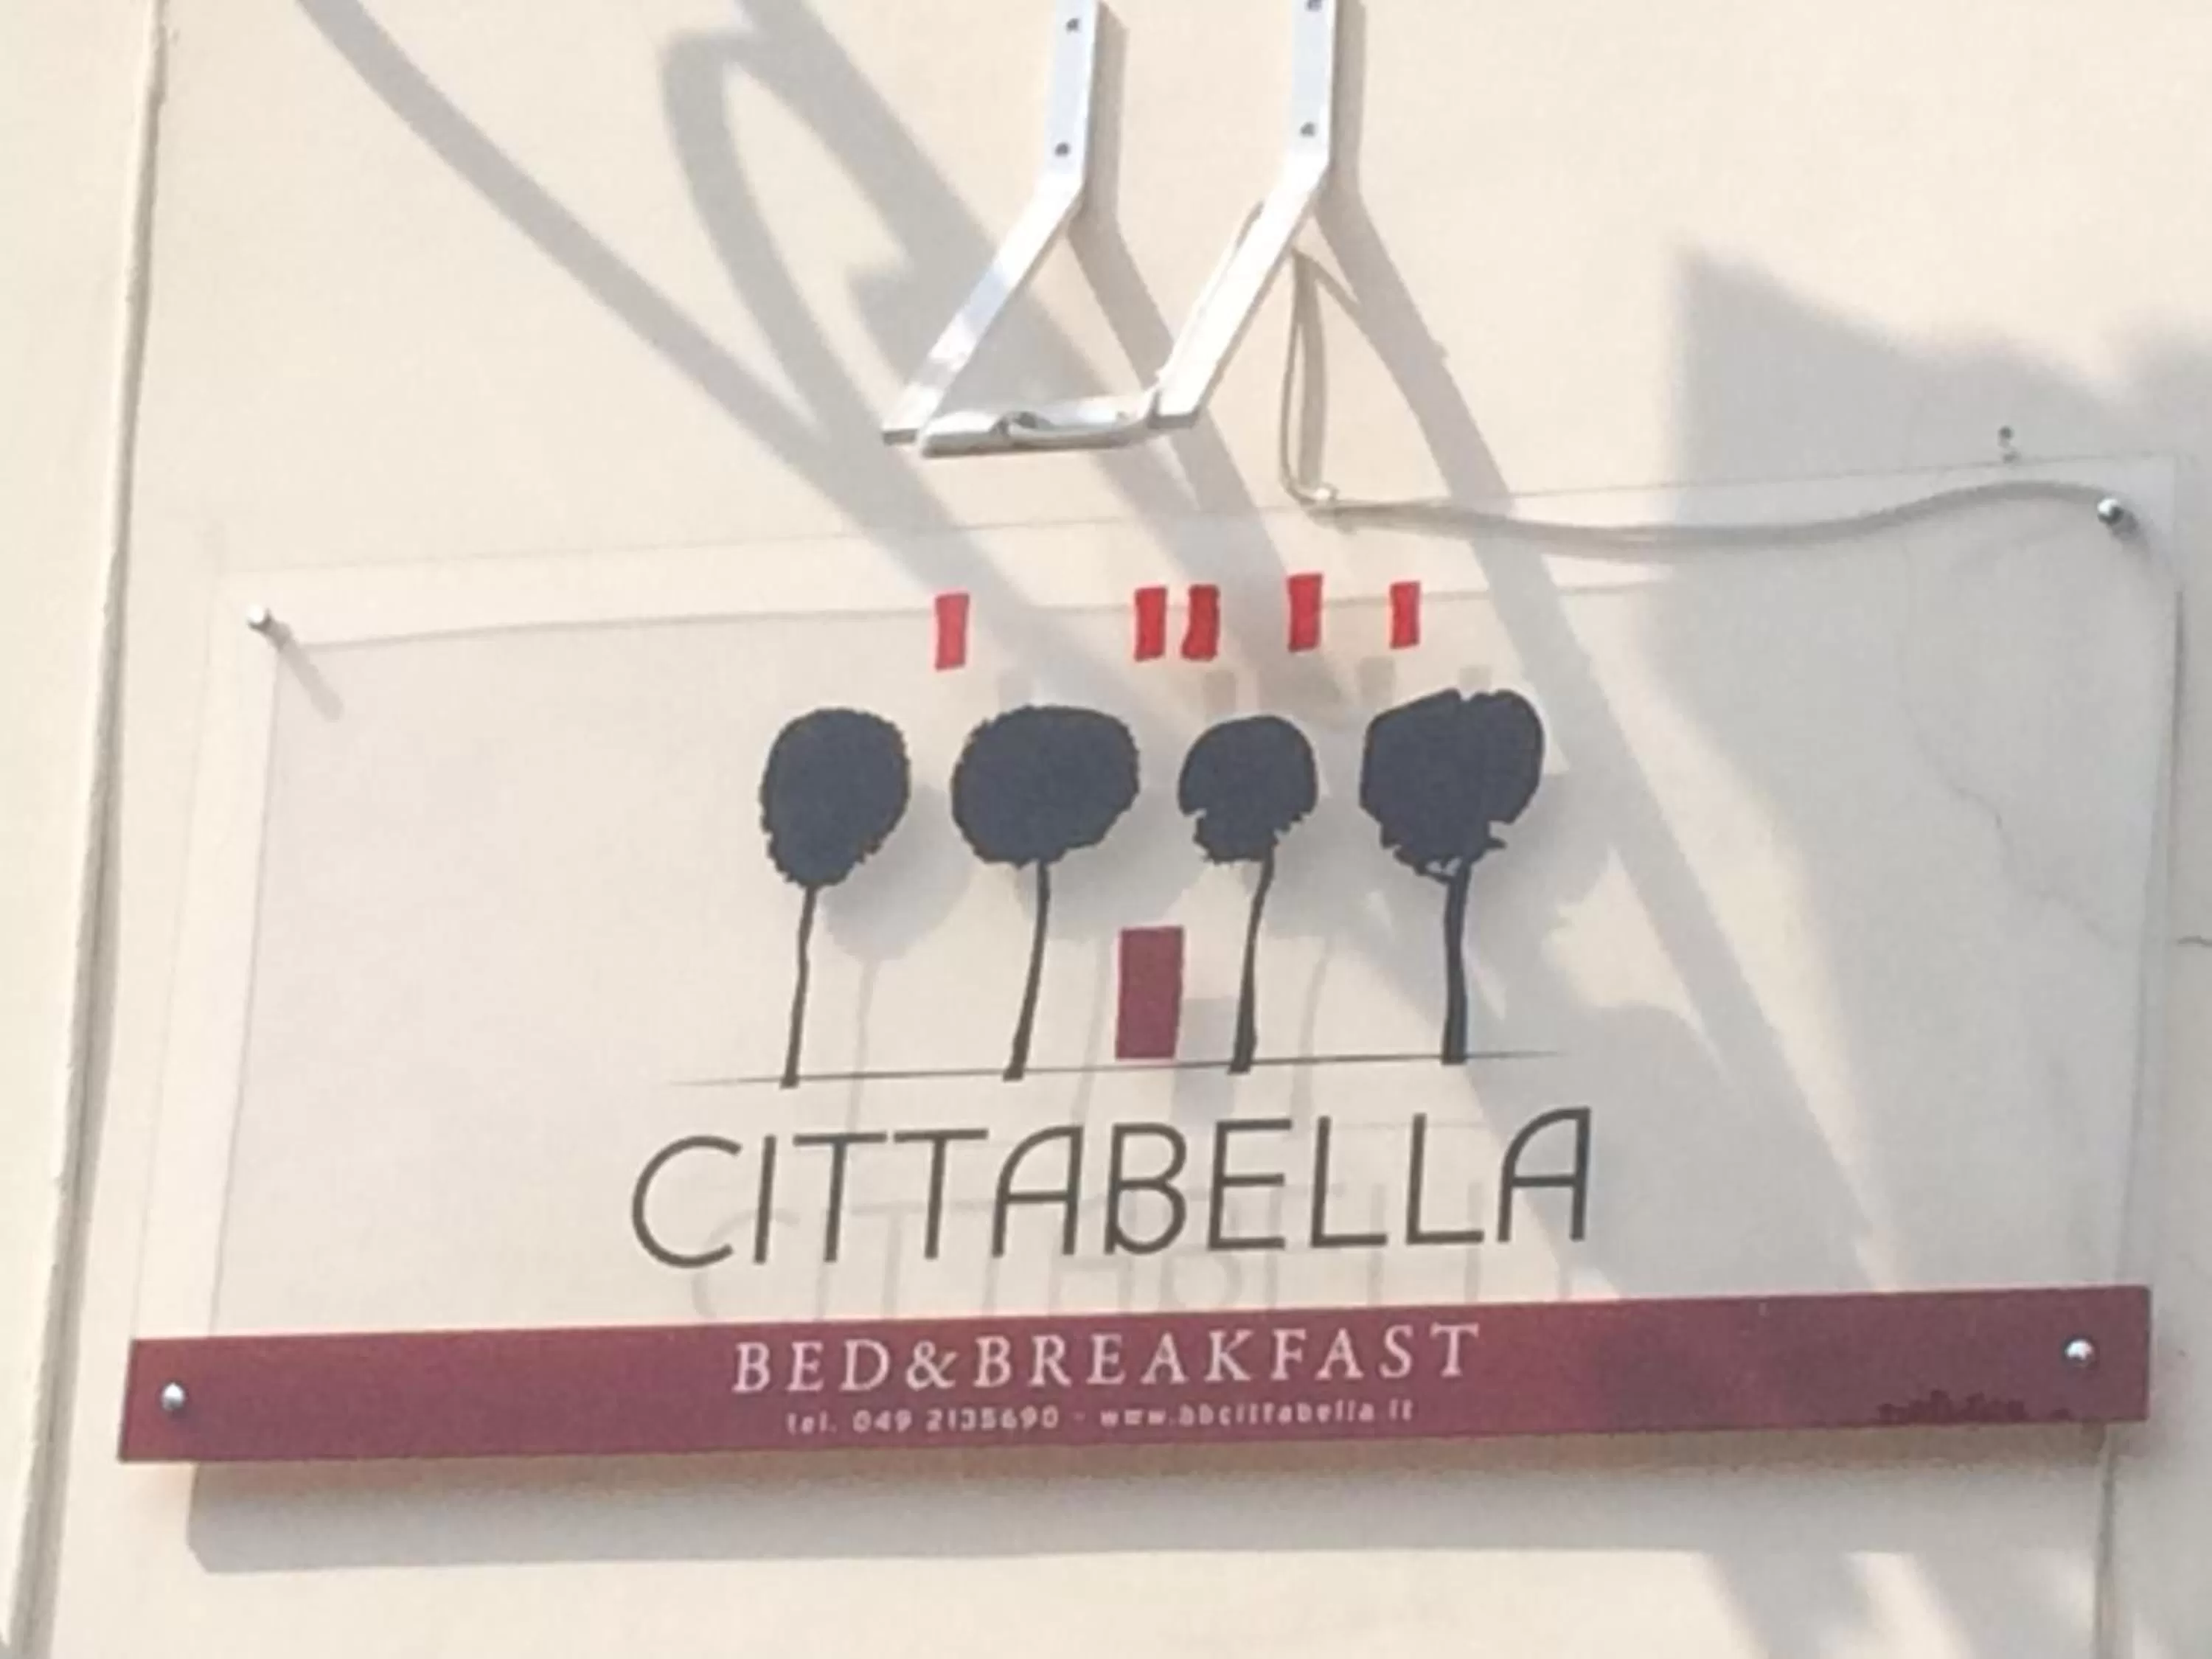 CITTABELLA
BED&BREAKFAST
tel. 049 2135690 - www.bbcittabella.it